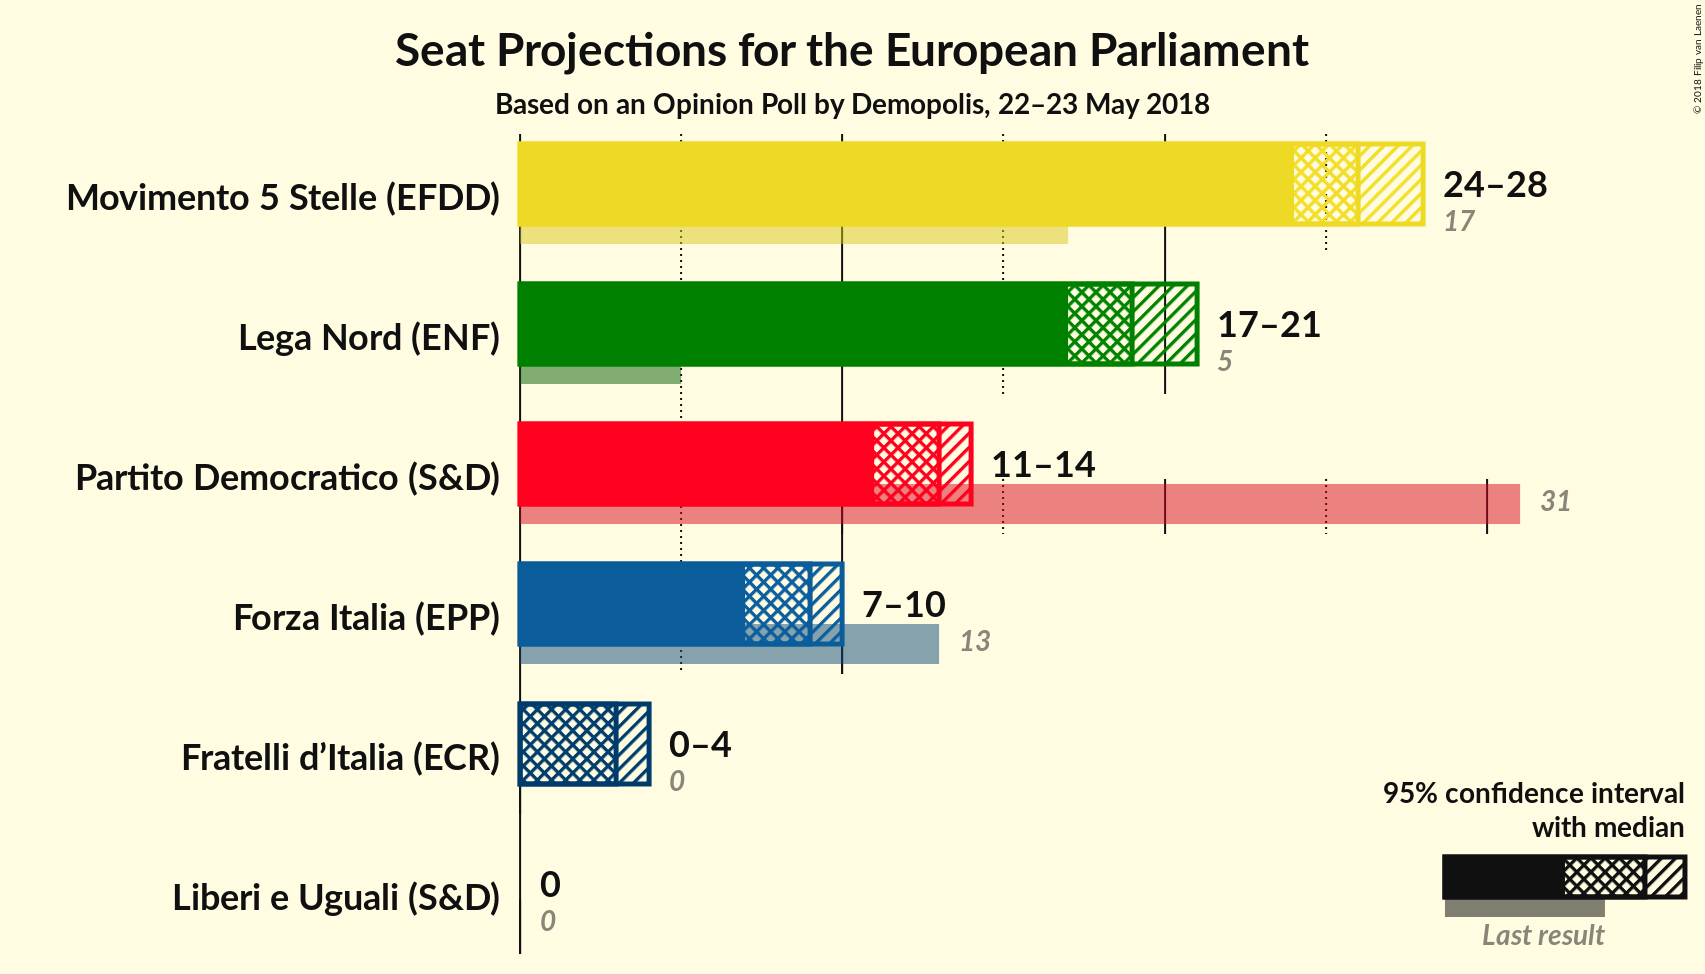 Seat Projections for the European Parliament
Based on an Opinion Poll by Demopolis, 22–23 May 2018
© 2018 Filip van Laenen
Movimento 5 Stelle (EFDD)
24–28
17
Lega Nord (ENF)
17–21
5
Partito Democratico (S&D)
11–14
31
Forza Italia (EPP)
7–10
13
Fratelli d’Italia (ECR)
0–4
0
Liberi e Uguali (S&D)
0
0
95% confidence interval
with median
Last result